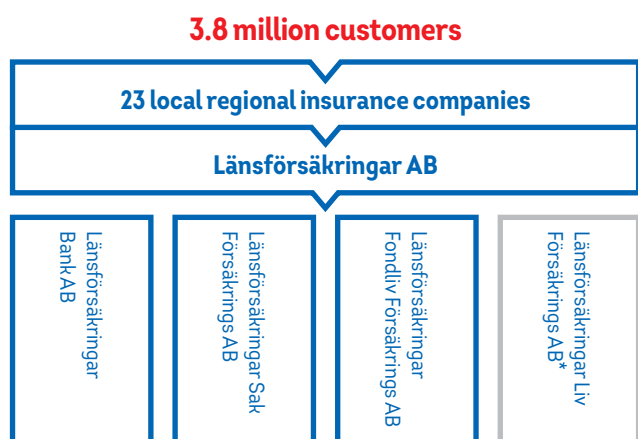 3.8 million customers
23 local regional insurance companies
Länsförsäkringar AB
Länsförsäkringar
Bank AB
Länsförsäkringar Sak
Försäkrings AB
Länsförsäkringar
Fondliv Försäkrings AB
Länsförsäkringar Liv
Försäkrings AB*